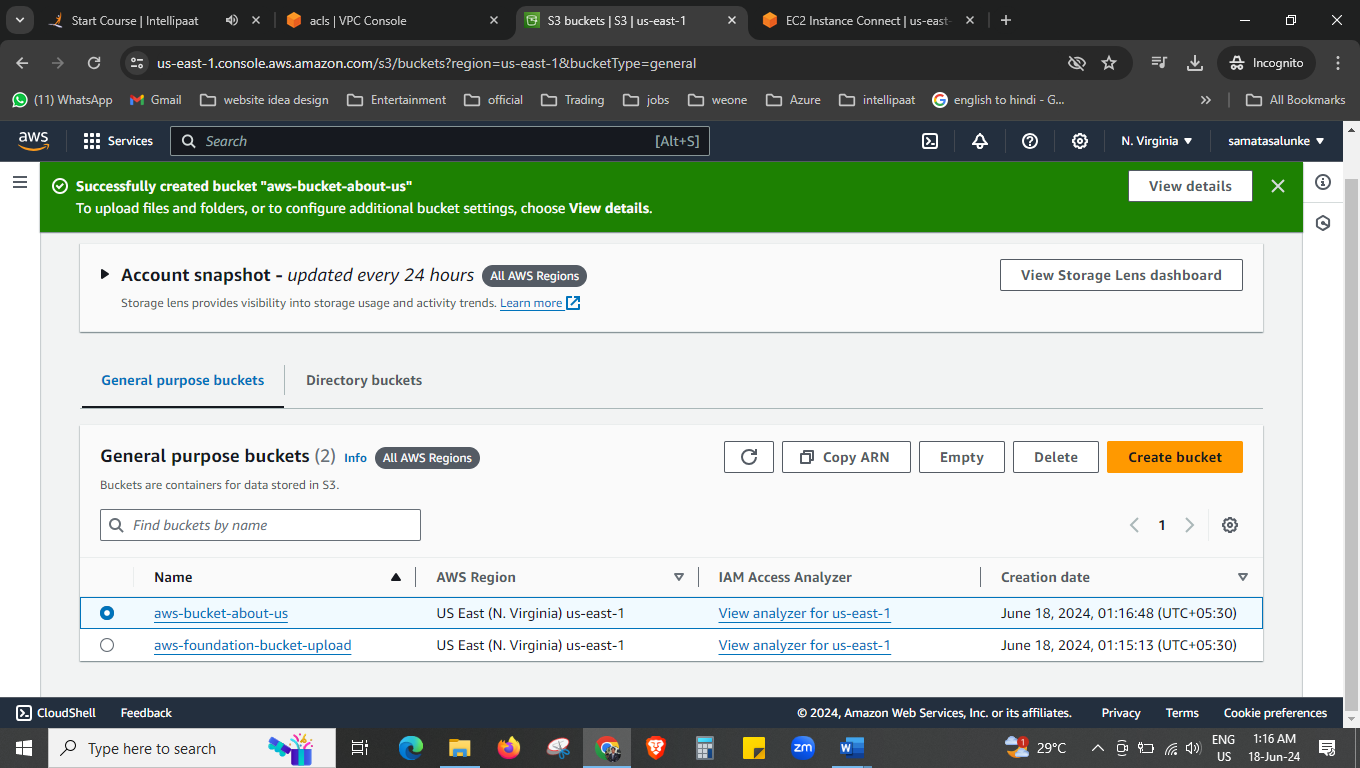 Start Course | Intellipaat
acls | VPC Console
S3 buckets | S3 | us-east-1
EC2 Instance Connect | us-east-
us-east-1.console.aws.amazon.com/s3/buckets?region=us-east-1&bucketType=general
Incognito
(11) WhatsApp
Gmail
website idea design
Entertainment
official
Trading
jobs
weone
Azure
intellipaat
english to hindi - G...
All Bookmarks
aws
Services
Search
[Alt+S]
N. Virginia
samatasalunke
Successfully created bucket "aws-bucket-about-us"
To upload files and folders, or to configure additional bucket settings, choose View details.
View details
Account snapshot - updated every 24 hours
All AWS Regions
Storage lens provides visibility into storage usage and activity trends. Learn more
View Storage Lens dashboard
General purpose buckets
Directory buckets
General purpose buckets (2) Info
All AWS Regions
Buckets are containers for data stored in S3.
Copy ARN
Empty
Delete
Create bucket
Find buckets by name
1
Name
AWS Region
IAM Access Analyzer
Creation date
aws-bucket-about-us
US East (N. Virginia) us-east-1
View analyzer for us-east-1
June 18, 2024, 01:16:48 (UTC+05:30)
aws-foundation-bucket-upload
US East (N. Virginia) us-east-1
View analyzer for us-east-1
June 18, 2024, 01:15:13 (UTC+05:30)
CloudShell
Feedback
© 2024, Amazon Web Services, Inc. or its affiliates.
Privacy
Terms
Cookie preferences
Type here to search
zm
1
29°C
ENG
US
1:16 AM
18-Jun-24